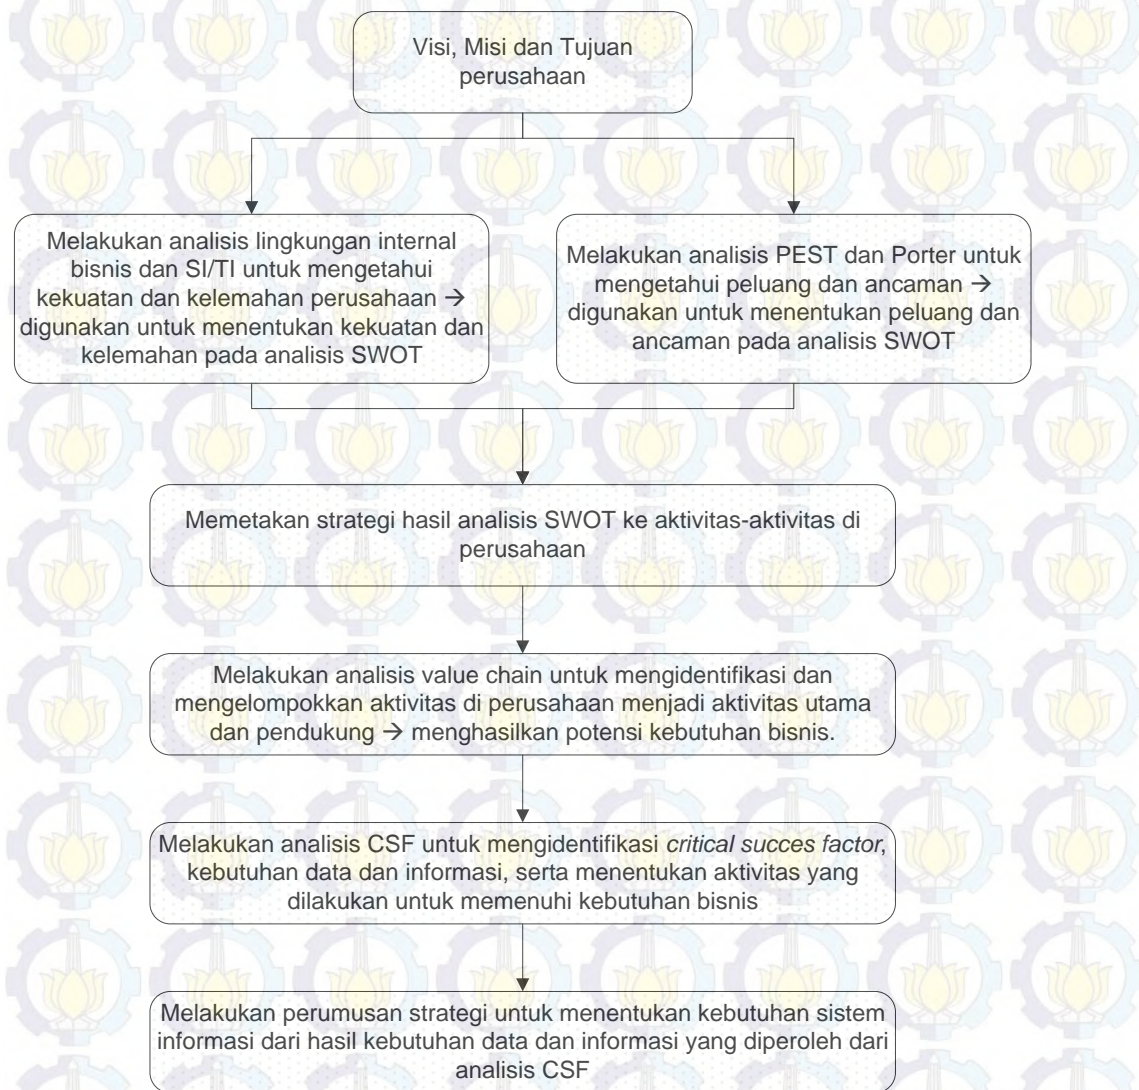 Visi, Misi dan Tujuan
perusahaan
Melakukan analisis lingkungan internal
bisnis dan SI/TI untuk mengetahui
kekuatan dan kelemahan perusahaan →
digunakan untuk menentukan kekuatan dan
kelemahan pada analisis SWOT
Melakukan analisis PEST dan Porter untuk
mengetahui peluang dan ancaman →
digunakan untuk menentukan peluang dan
ancaman pada analisis SWOT
Memetakan strategi hasil analisis SWOT ke aktivitas-aktivitas di
perusahaan
Melakukan analisis value chain untuk mengidentifikasi dan
mengelompokkan aktivitas di perusahaan menjadi aktivitas utama
dan pendukung → menghasilkan potensi kebutuhan bisnis.
Melakukan analisis CSF untuk mengidentifikasi critical succes factor,
kebutuhan data dan informasi, serta menentukan aktivitas yang
dilakukan untuk memenuhi kebutuhan bisnis
Melakukan perumusan strategi untuk menentukan kebutuhan sistem
informasi dari hasil kebutuhan data dan informasi yang diperoleh dari
analisis CSF